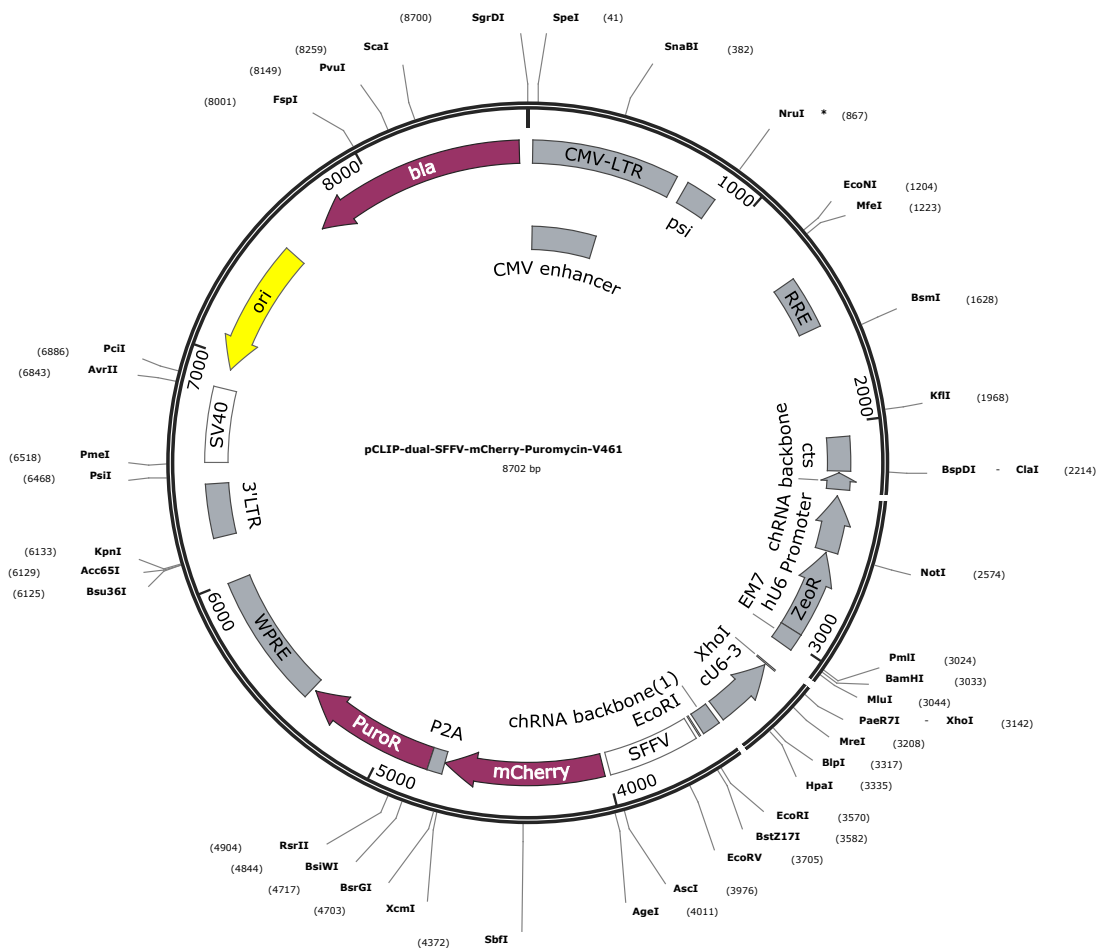 SgrDI (8700)
SpeI (41)
SnaBI (382)
NruI * (867)
EcoNI (1204)
MfeI (1223)
BsmI (1628)
KflI (1968)
BspDI - ClaI (2214)
NotI (2574)
PmlI (3024)
BamHI (3033)
MluI (3044)
PaeR7I - XhoI (3142)
MreI (3208)
BlpI (3317)
HpaI (3335)
EcoRI (3570)
BstZ17I (3582)
EcoRV (3705)
AscI (3976)
AgeI (4011)
(4372) SbfI
(4703) XcmI
(4717) BsrGI
(4844) BsiWI
(4904) RsrII
(6125) Bsu36I
(6129) Acc65I
(6133) KpnI
(6468) PsiI
(6518) PmeI
(6843) AvrII
(6886) PciI
(8001) FspI
(8149) PvuI
(8259) ScaI
1000
2000
3000
4000
5000
6000
7000
8000
CMV-LTR
psi
CMV enhancer
RRE
cts
chRNA backbone
hU6 Promoter
ZeoR
EM7
XhoI
cU6-3
chRNA backbone(1)
EcoRI
SFFV
mCherry
P2A
PuroR
WPRE
3'LTR
SV40
ori
bla
pCLIP-dual-SFFV-mCherry-Puromycin-V461
8702 bp